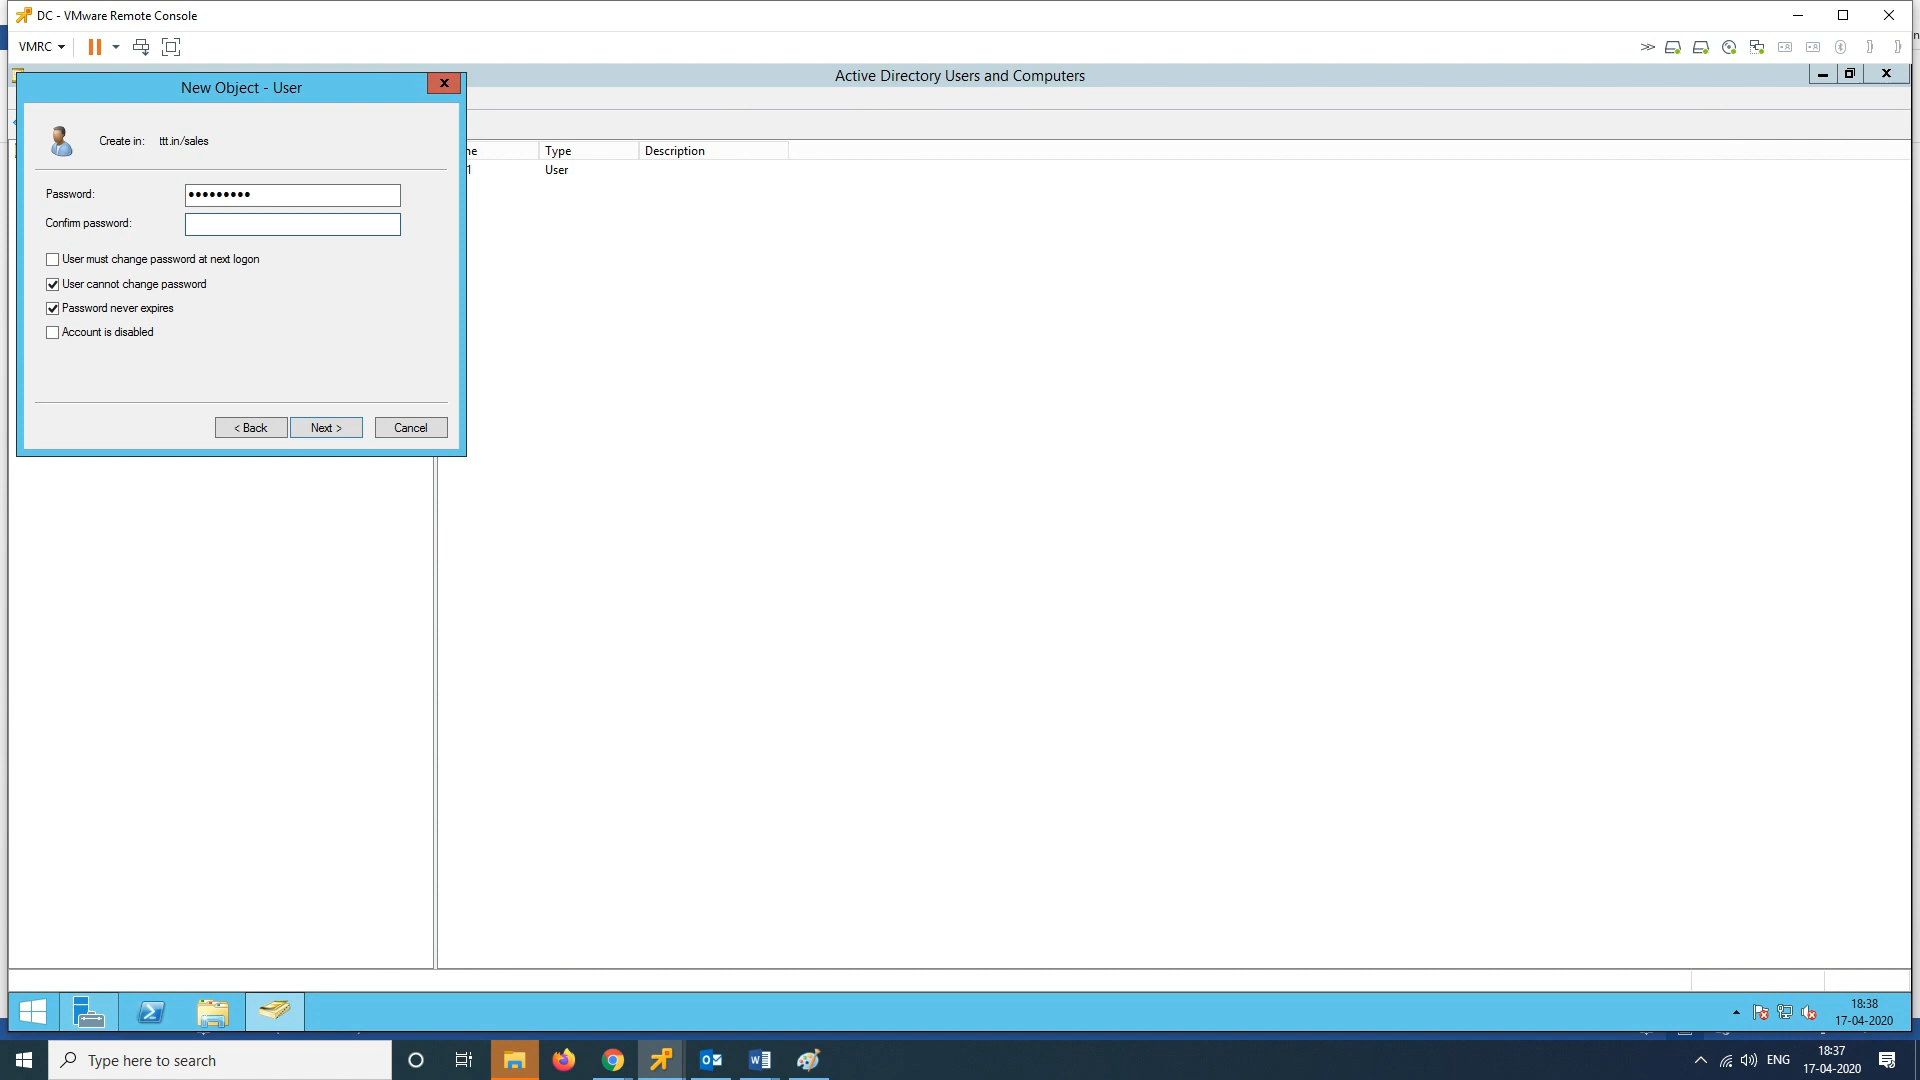 DC - VMware Remote Console
VMRC
Active Directory Users and Computers
New Object - User
Create in: ttt.in/sales
Type
Description
User
Password:
Confirm password:
User must change password at next logon
User cannot change password
Password never expires
Account is disabled
< Back
Next >
Cancel
18:38
17-04-2020
Type here to search
ENG
18:37
17-04-2020